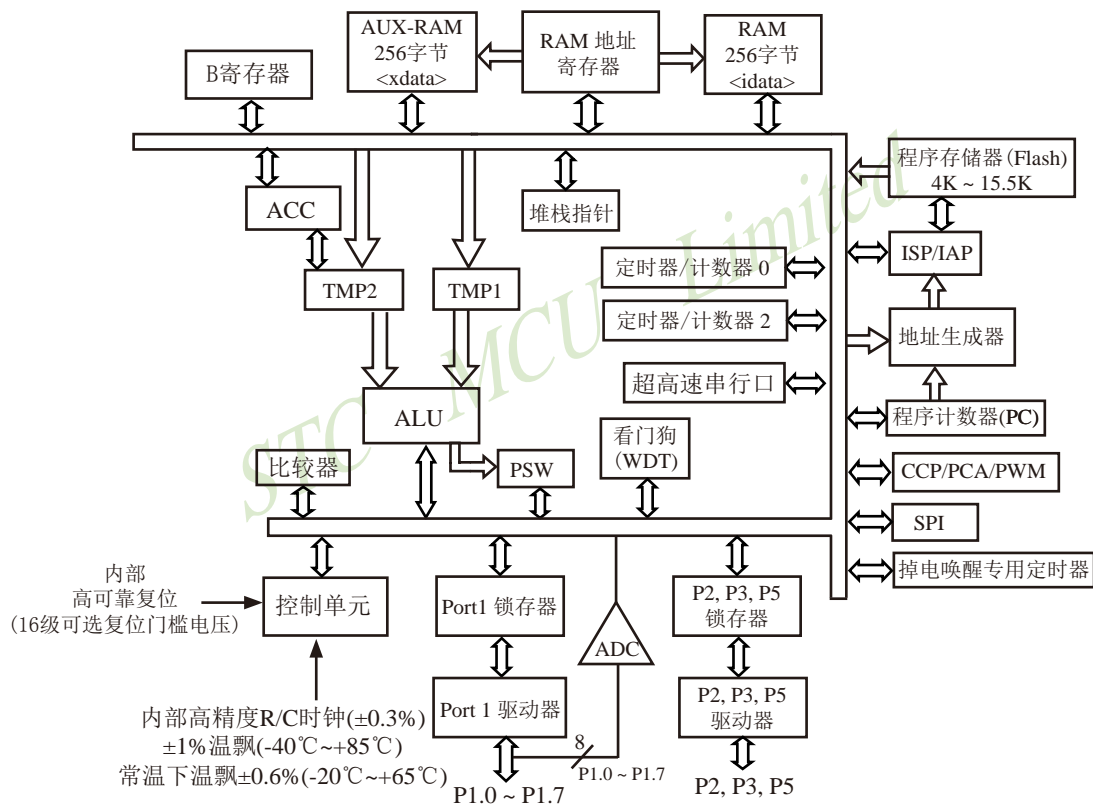 AUX-RAM
256字节
<xdata>
RAM 地址
寄存器
RAM
256字节
<idata>
B寄存器
程序存储器(Flash)
4K ~ 15.5K
ACC
堆栈指针
ISP/IAP
定时器/计数器 0
TMP2
TMP1
定时器/计数器 2
地址生成器
超高速串行口
ALU
程序计数器(PC)
看门狗
(WDT)
比较器
PSW
CCP/PCA/PWM
SPI
掉电唤醒专用定时器
内部
高可靠复位
(16级可选复位门槛电压)
控制单元
Port1 锁存器
ADC
P2, P3, P5
锁存器
Port 1 驱动器
P2, P3, P5
驱动器
内部高精度R/C时钟(±0.3%)
±1%温飘(-40℃~+85℃)
常温下温飘±0.6%(-20℃~+65℃)
8
P1.0 ~ P1.7
P1.0 ~ P1.7
P2, P3, P5
STC MCU Limited